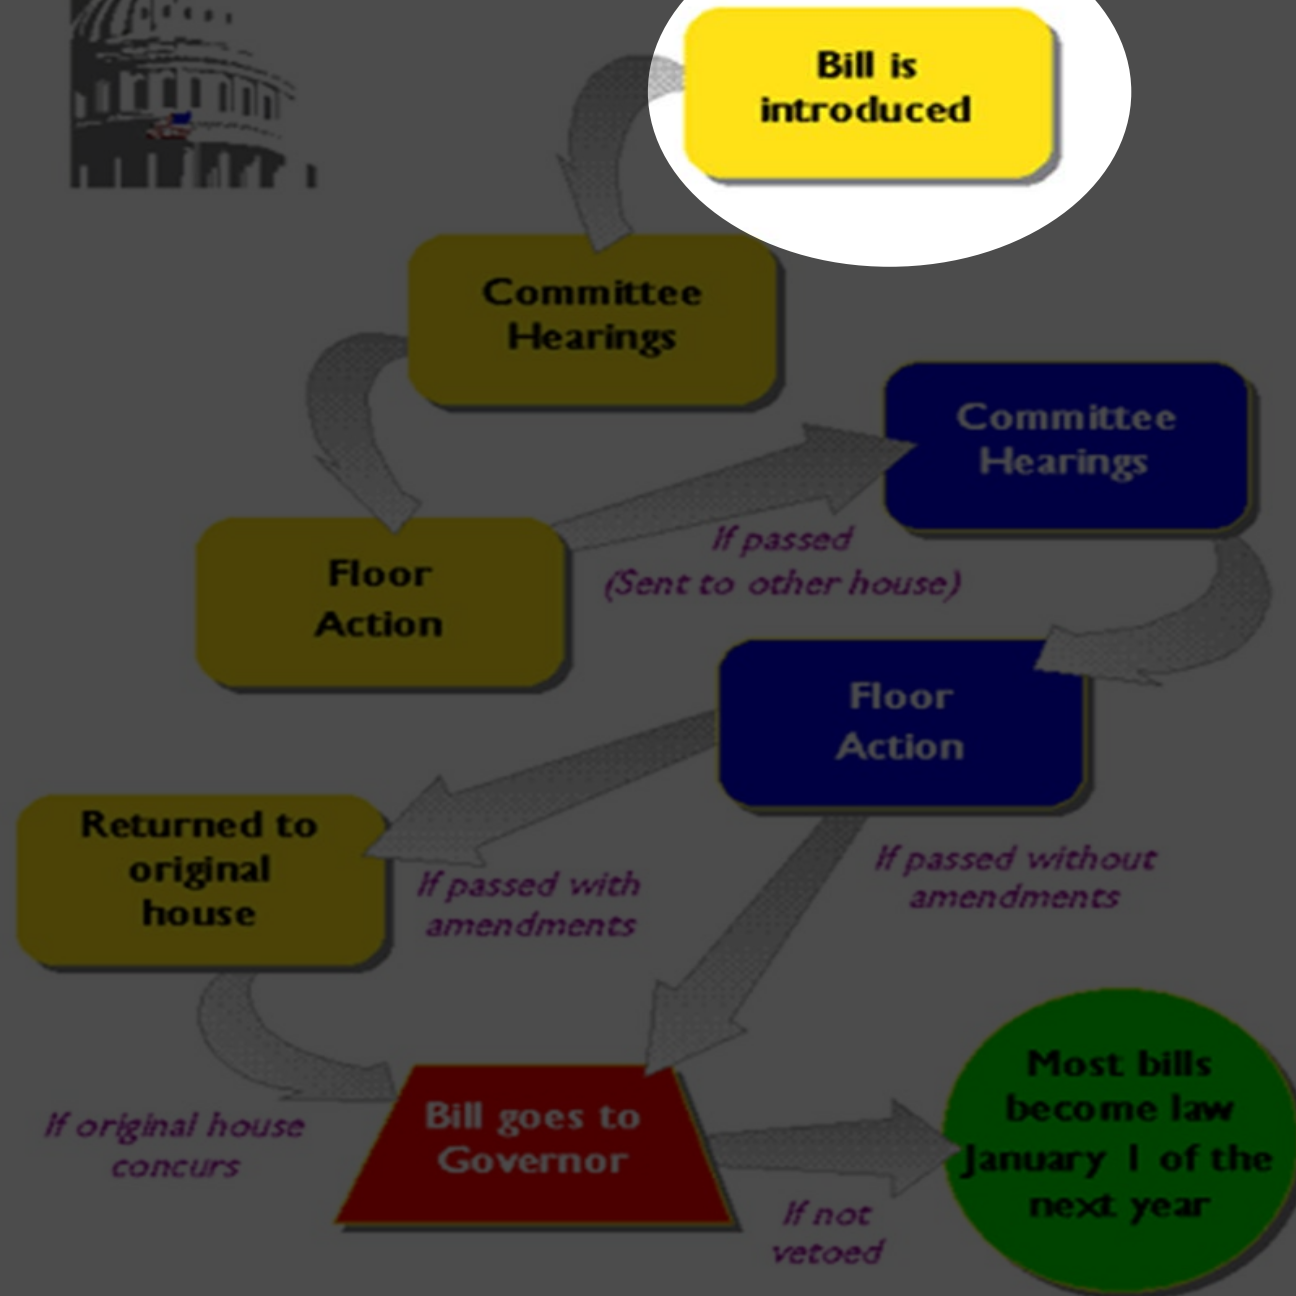 Bill is
introduced
Committee
Hearings
Committee
Hearings
If passed
(Sent to other house)
Floor
Action
Floor
Action
Returned to
original
house
If passed with
amendments
If passed without
amendments
If original house
concurs
Bill goes to
Governor
If not
vetoed
Most bills
become law
January 1 of the
next year